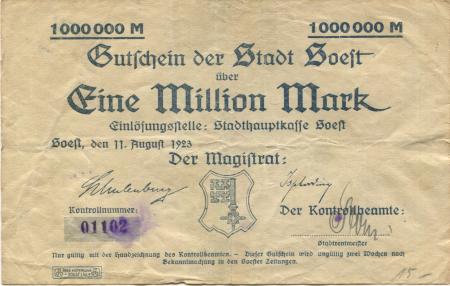 1000000 M 1000000 M
Gutschein der Stadt Soest
über
Eine Million Mark
Einlösungsstelle: Stadthauptkasse Soest
Soest, den 11. August 1923
Der Magistrat:
Kontrollnummer:
01102
Der Kontrollbeamte:
Stadtrentmeister
Nur gültig mit der Handzeichnung des Kontrollbeamten. – Dieser Gutschein wird ungültig zwei Wochen nach
Bekanntmachung in den Soester Zeitungen.
15.-